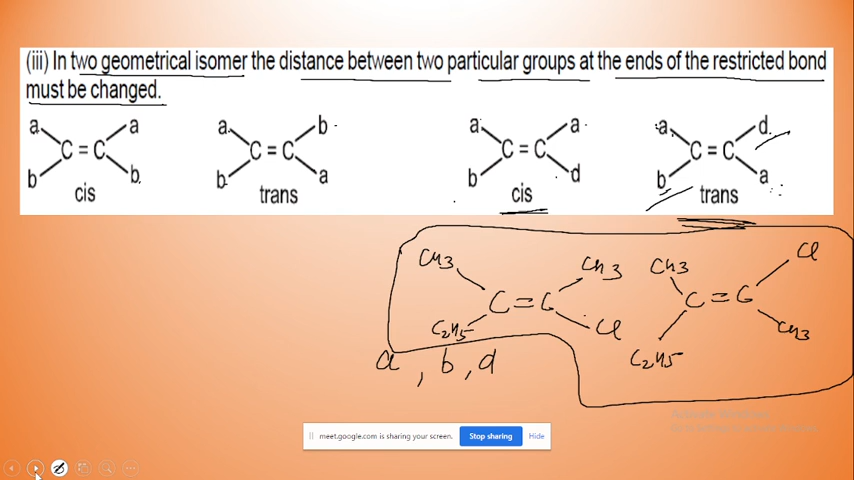 (iii) In two geometrical isomer the distance between two particular groups at the ends of the restricted bond
must be changed.
a a a b a a a d
C = C C = C C = C C = C
b b b a b d b a
cis trans cis trans
CH3 CH3 CH3 Cl
C = C C = C
C2H5 Cl C2H5 CH3
a , b , d
meet.google.com is sharing your screen. Stop sharing Hide